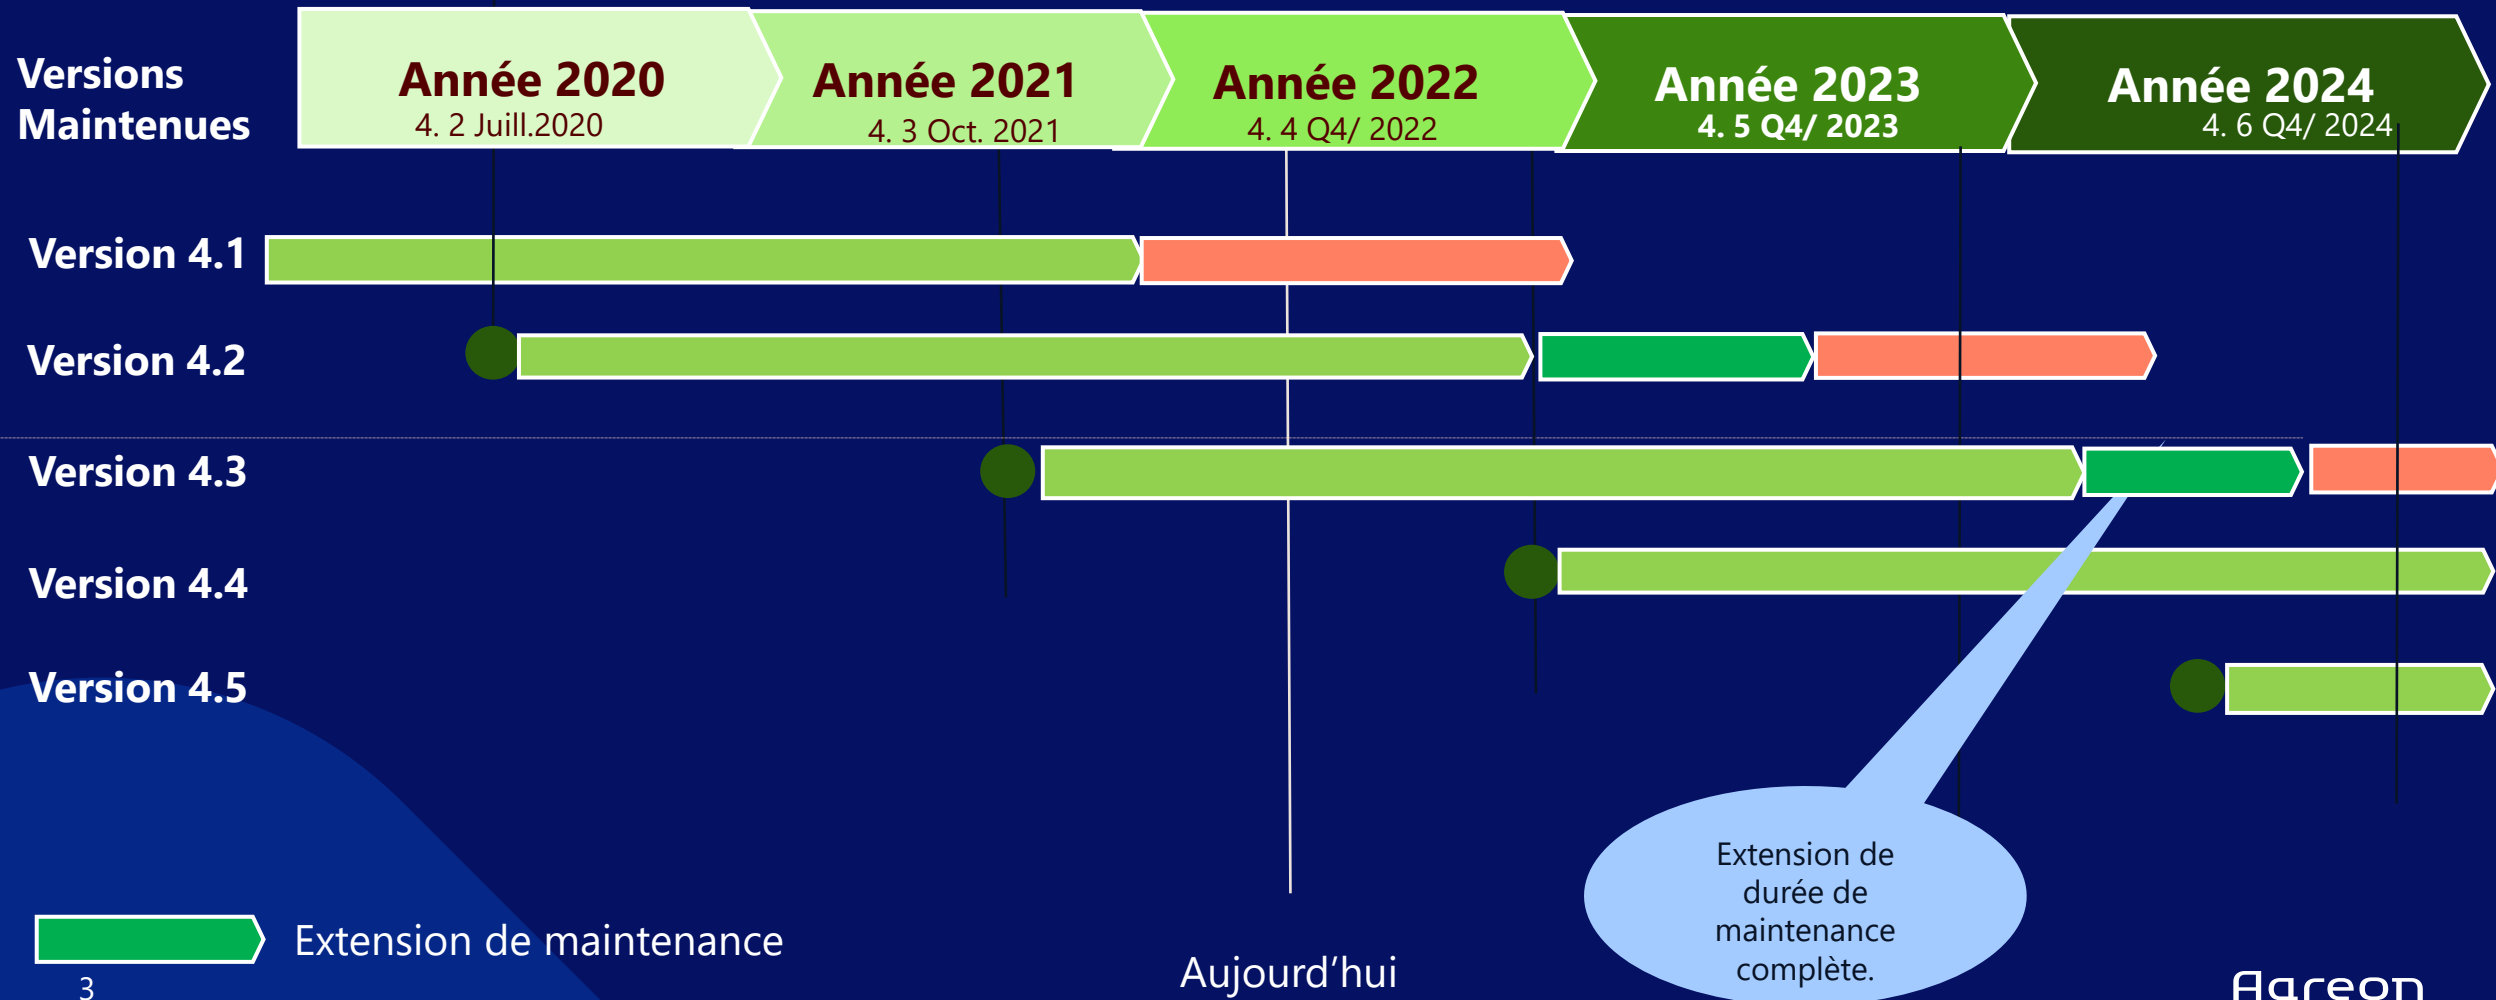 Versions
Maintenues
Année 2020
4. 2 Juill.2020
Année 2021
4. 3 Oct. 2021
Année 2022
4. 4 Q4/ 2022
Année 2023
4. 5 Q4/ 2023
Année 2024
4. 6 Q4/ 2024
Version 4.1
Version 4.2
Version 4.3
Version 4.4
Version 4.5
Extension de
durée de
maintenance
complète.
Extension de maintenance
Aujourd’hui
3
Agreon